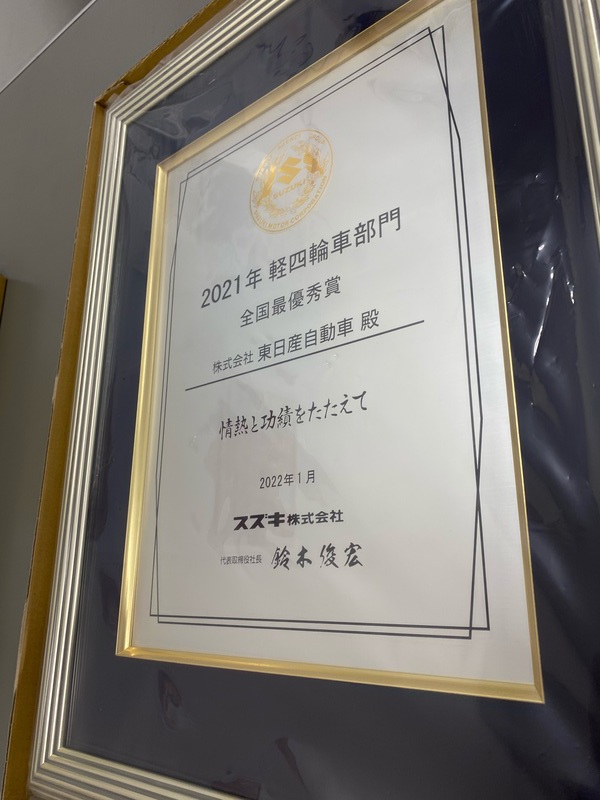 2021年 軽四輪車部門
全国最優秀賞
株式会社 東日産自動車 殿
情熱と功績をたたえて
2022年1月
スズキ株式会社
代表取締役社長 鈴木俊宏